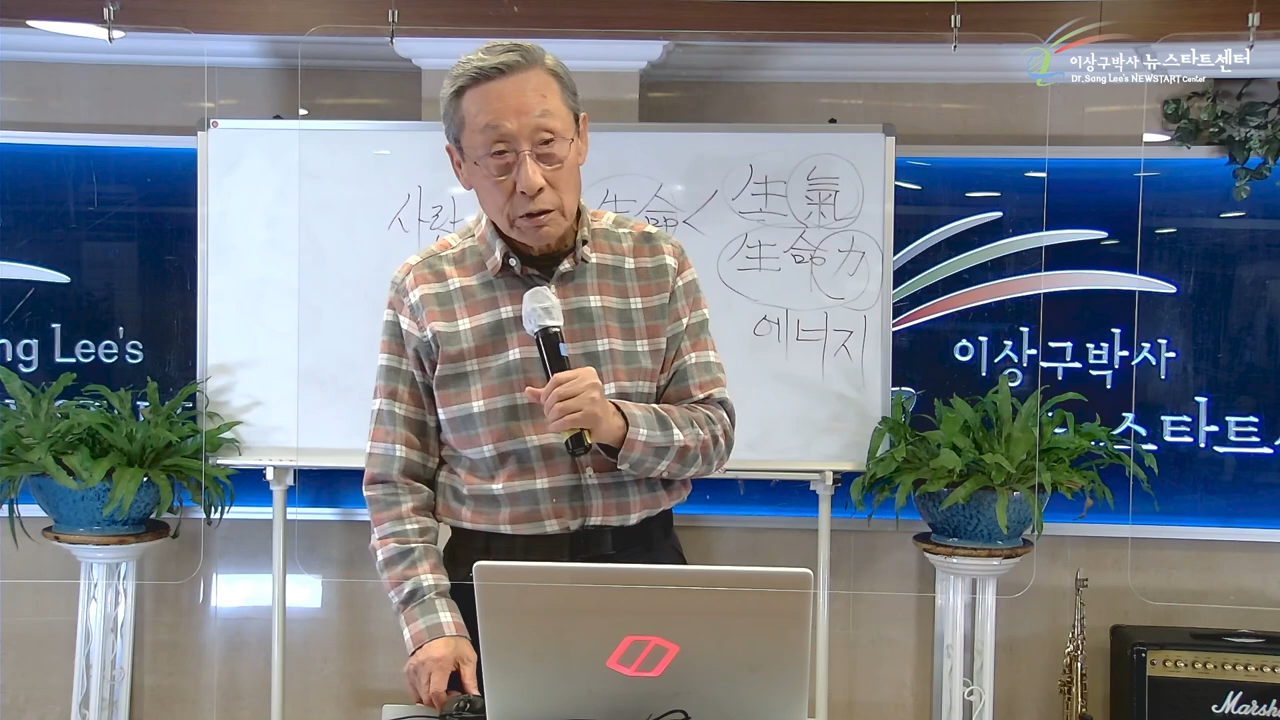 이상구박사 뉴스타트센터
Dr.Sang Lee's NEWSTART Center
사랑 生命 < 生氣
生命力
에너지
ng Lee's
이상구박사
스타트
Marsh